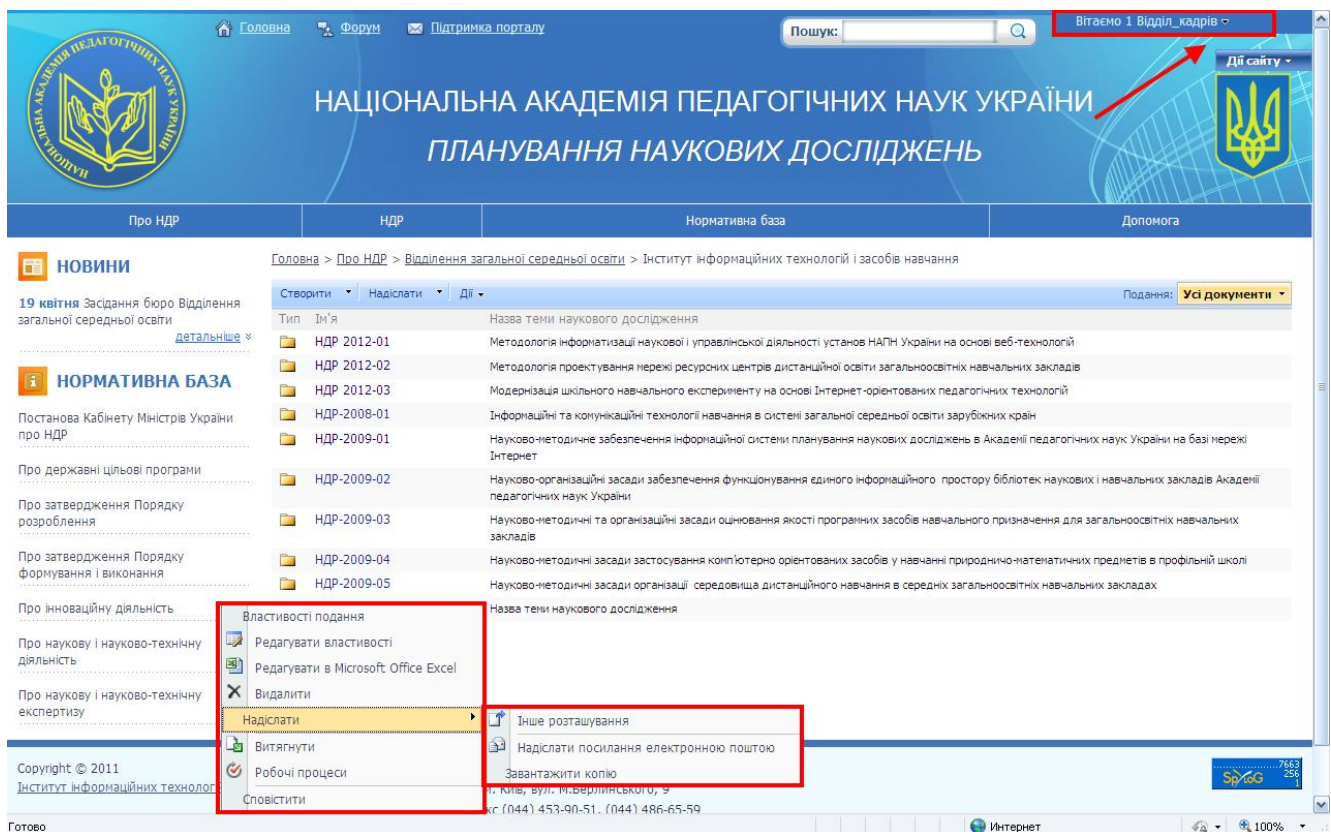 Головна Форум Підтримка порталу Пошук: Вітаємо 1 Відділ_кадрів
Дії сайту
НАЦІОНАЛЬНА АКАДЕМІЯ ПЕДАГОГІЧНИХ НАУК УКРАЇНИ
НАЦІОНАЛЬНА АКАДЕМІЯ ПЕДАГОГІЧНИХ НАУК УКРАЇНИ
ПЛАНУВАННЯ НАУКОВИХ ДОСЛІДЖЕНЬ
Про НДР НДР Нормативна база Допомога
НОВИНИ
19 квітня Засідання бюро Відділення
загальної середньої освіти
детальніше
НОРМАТИВНА БАЗА
Постанова Кабінету Міністрів України
про НДР
Про державні цільові програми
Про затвердження Порядку
розроблення
Про затвердження Порядку
формування і виконання
Про інноваційну діяльність
Про наукову і науково-технічну
діяльність
Про наукову і науково-технічну
експертизу
Головна > Про НДР > Відділення загальної середньої освіти > Інститут інформаційних технологій і засобів навчання
Створити Надіслати Дії Подання: Усі документи
Тип Ім'я Назва теми наукового дослідження
НДР 2012-01 Методологія інформатизації наукової і управлінської діяльності установ НАПН України на основі веб-технологій
НДР 2012-02 Методологія проектування мережі ресурсних центрів дистанційної освіти загальноосвітніх навчальних закладів
НДР 2012-03 Модернізація шкільного навчального експерименту на основі Інтернет-орієнтованих педагогічних технологій
НДР-2008-01 Інформаційні та комунікаційні технології навчання в системі загальної середньої освіти зарубіжних країн
НДР-2009-01 Науково-методичне забезпечення інформаційної системи планування наукових досліджень в Академії педагогічних наук України на базі мережі
Інтернет
НДР-2009-02 Науково-організаційні засади забезпечення функціонування єдиного інформаційного простору бібліотек наукових і навчальних закладів Академії
педагогічних наук України
НДР-2009-03 Науково-методичні та організаційні засади оцінювання якості програмних засобів навчального призначення для загальноосвітніх навчальних
закладів
НДР-2009-04 Науково-методичні засади застосування комп'ютерно орієнтованих засобів у навчанні природничо-математичних предметів в профільній школі
НДР-2009-05 Науково-методичні засади організації середовища дистанційного навчання в середніх загальноосвітніх навчальних закладах
Назва теми наукового дослідження
Властивості подання
Редагувати властивості
Редагувати в Microsoft Office Excel
Видалити
Надіслати
Витягнути
Робочі процеси
Сповістити
Інше розташування
Надіслати посилання електронною поштою
Завантажити копію
Copyright © 2011
Інститут інформаційних технолог
м. Київ, вул. М.Берлинського, 9
кс (044) 453-90-51, (044) 486-65-59
SpyLOG 7663
256
1
Готово Интернет 100%